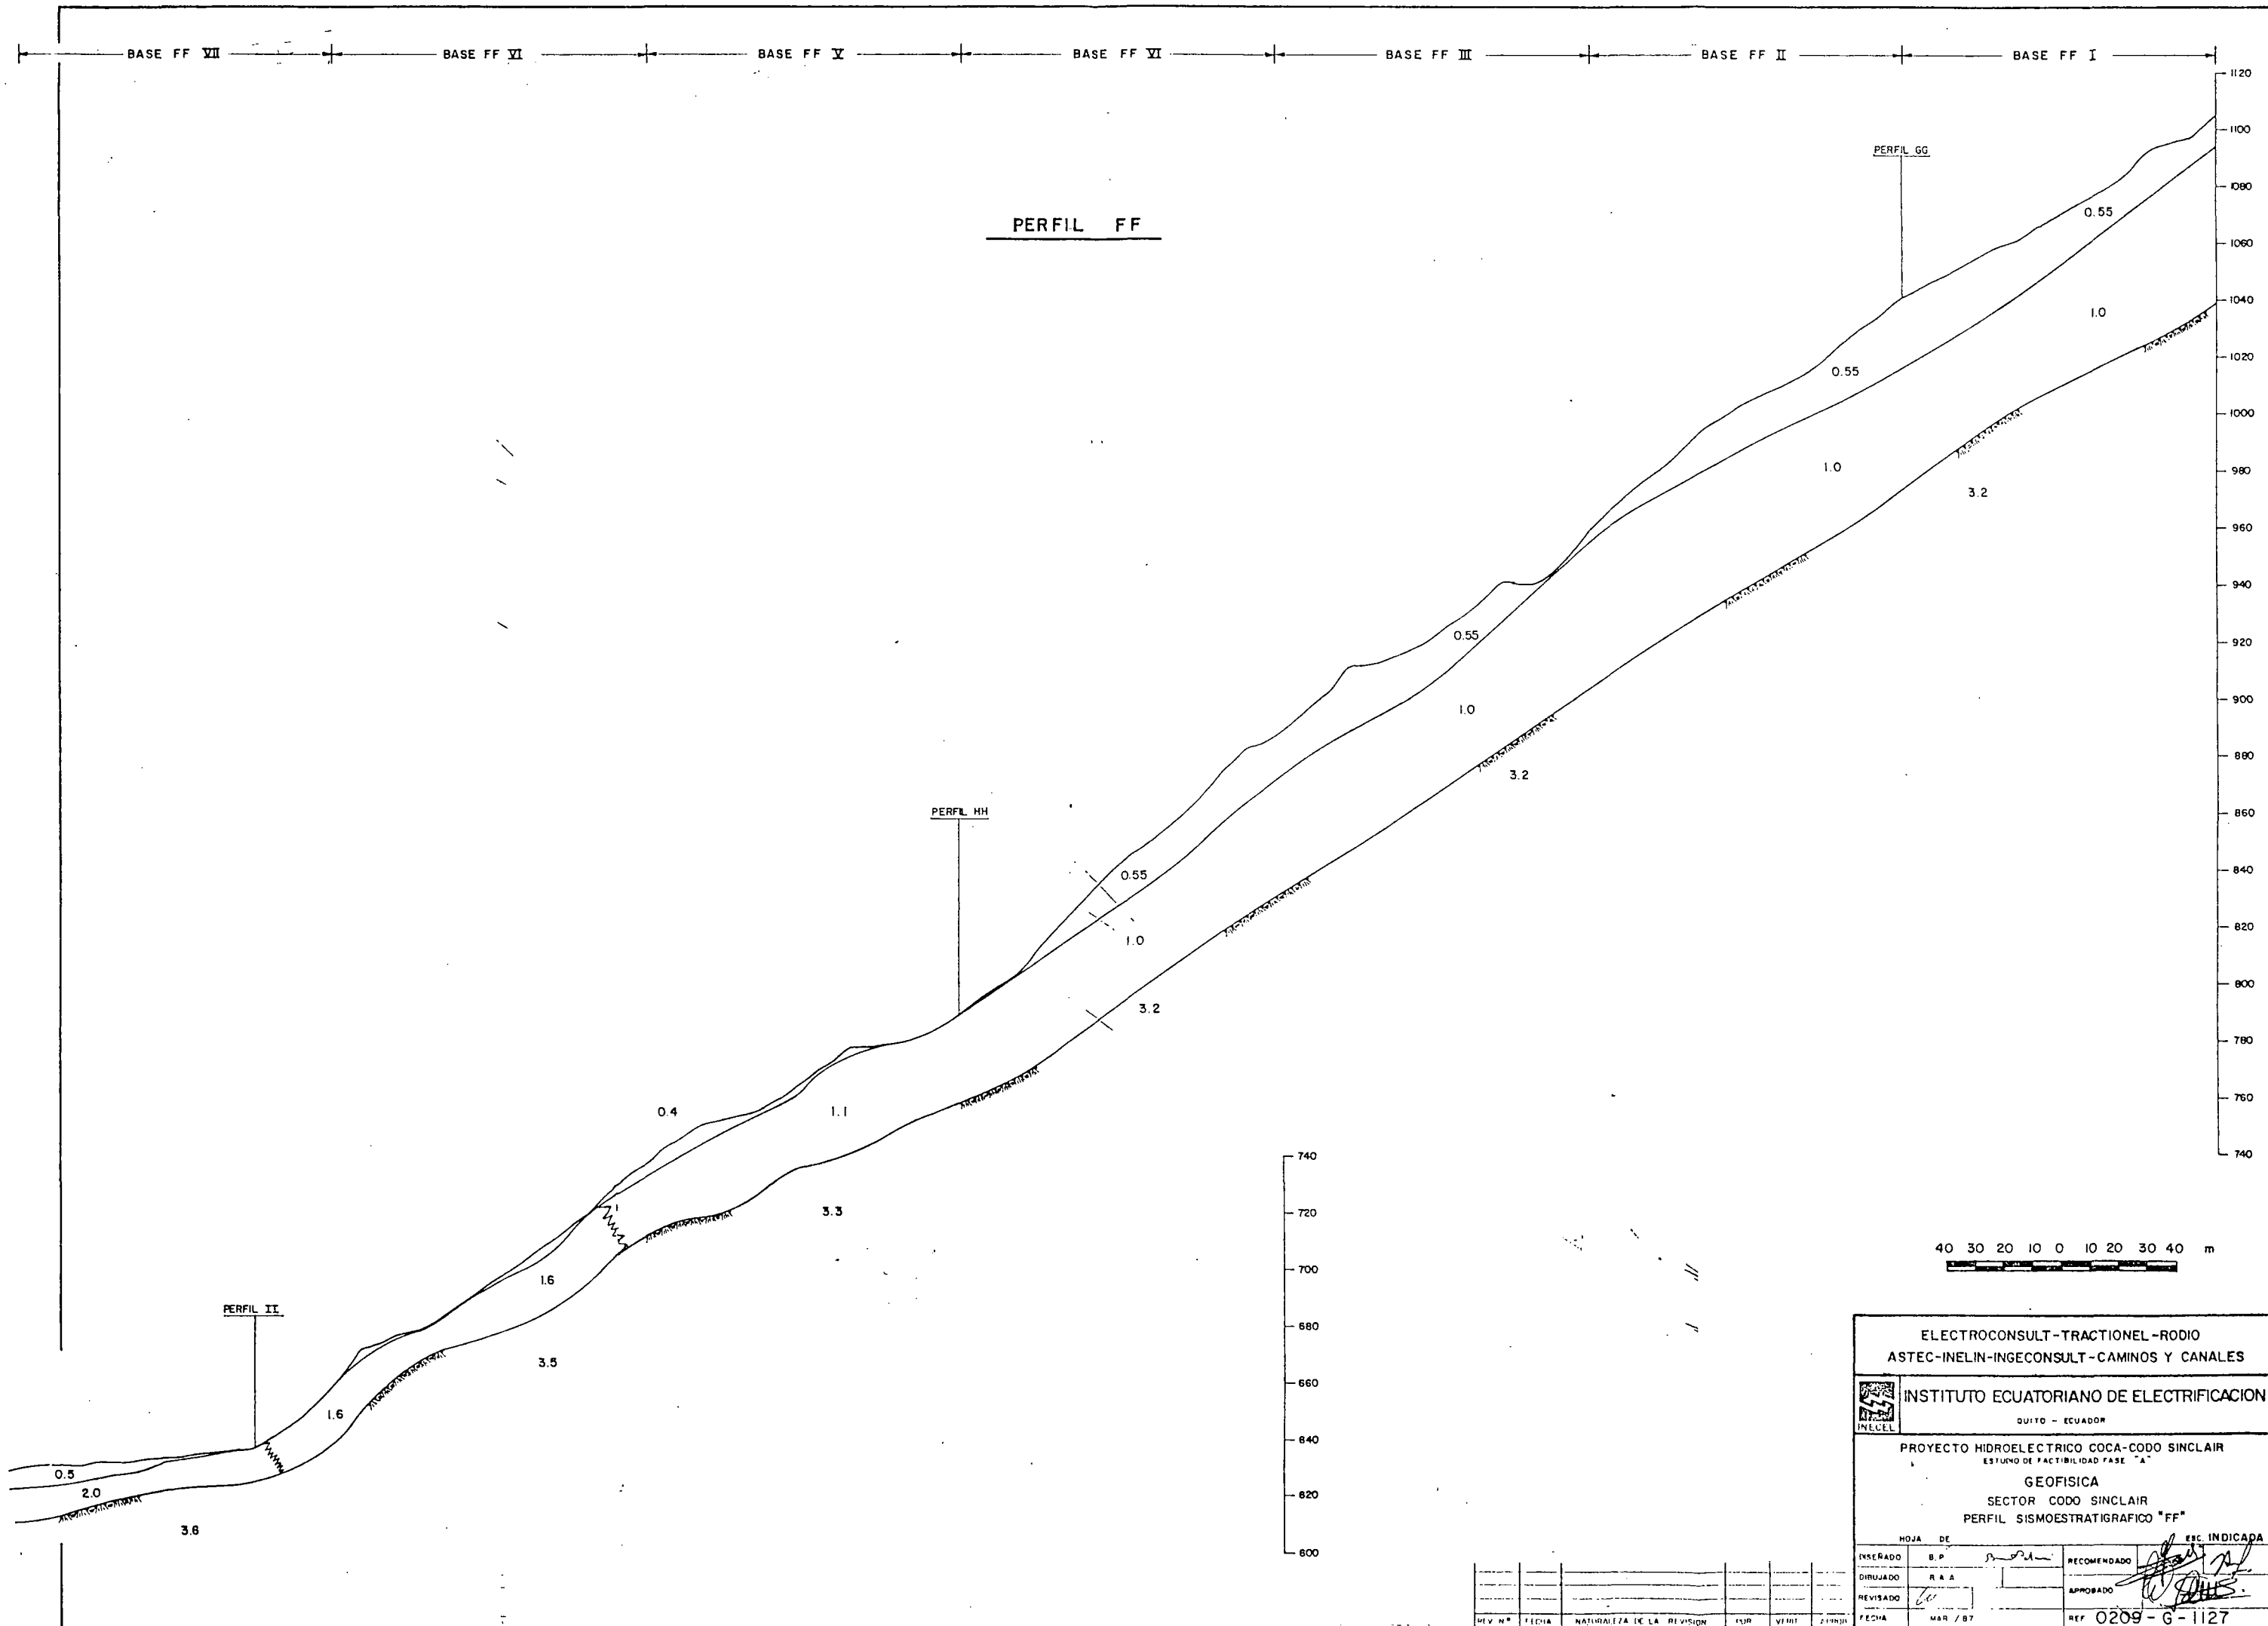 BASE FF VII
BASE FF VI
BASE FF V
BASE FF VI
BASE FF III
BASE FF II
BASE FF I
1120
1100
1080
1060
1040
1020
1000
980
960
940
920
900
880
860
840
820
800
780
760
740
PERFIL GG
PERFIL FF
0.55
1.0
0.55
1.0
3.2
0.55
1.0
3.2
PERFIL HH
0.55
1.0
3.2
0.4
1.1
3.3
740
720
700
680
660
640
620
600
1.6
3.5
PERFIL II
1.6
0.5
2.0
3.6
40 30 20 10 0 10 20 30 40 m
ELECTROCONSULT-TRACTIONEL-RODIO
ASTEC-INELIN-INGECONSULT-CAMINOS Y CANALES
INECEL
INSTITUTO ECUATORIANO DE ELECTRIFICACION
QUITO - ECUADOR
PROYECTO HIDROELECTRICO COCA-CODO SINCLAIR
ESTUDIO DE FACTIBILIDAD FASE "A"
GEOFISICA
SECTOR CODO SINCLAIR
PERFIL SISMOESTRATIGRAFICO "FF"
HOJA DE
ESC. INDICADA
DISEÑADO B.P.
RECOMENDADO
DIBUJADO R.A.A
APROBADO
REVISADO
FECHA MAR / 87
REF 0209-G-1127
REV Nº FECHA NATURALEZA DE LA REVISION POR VERIF